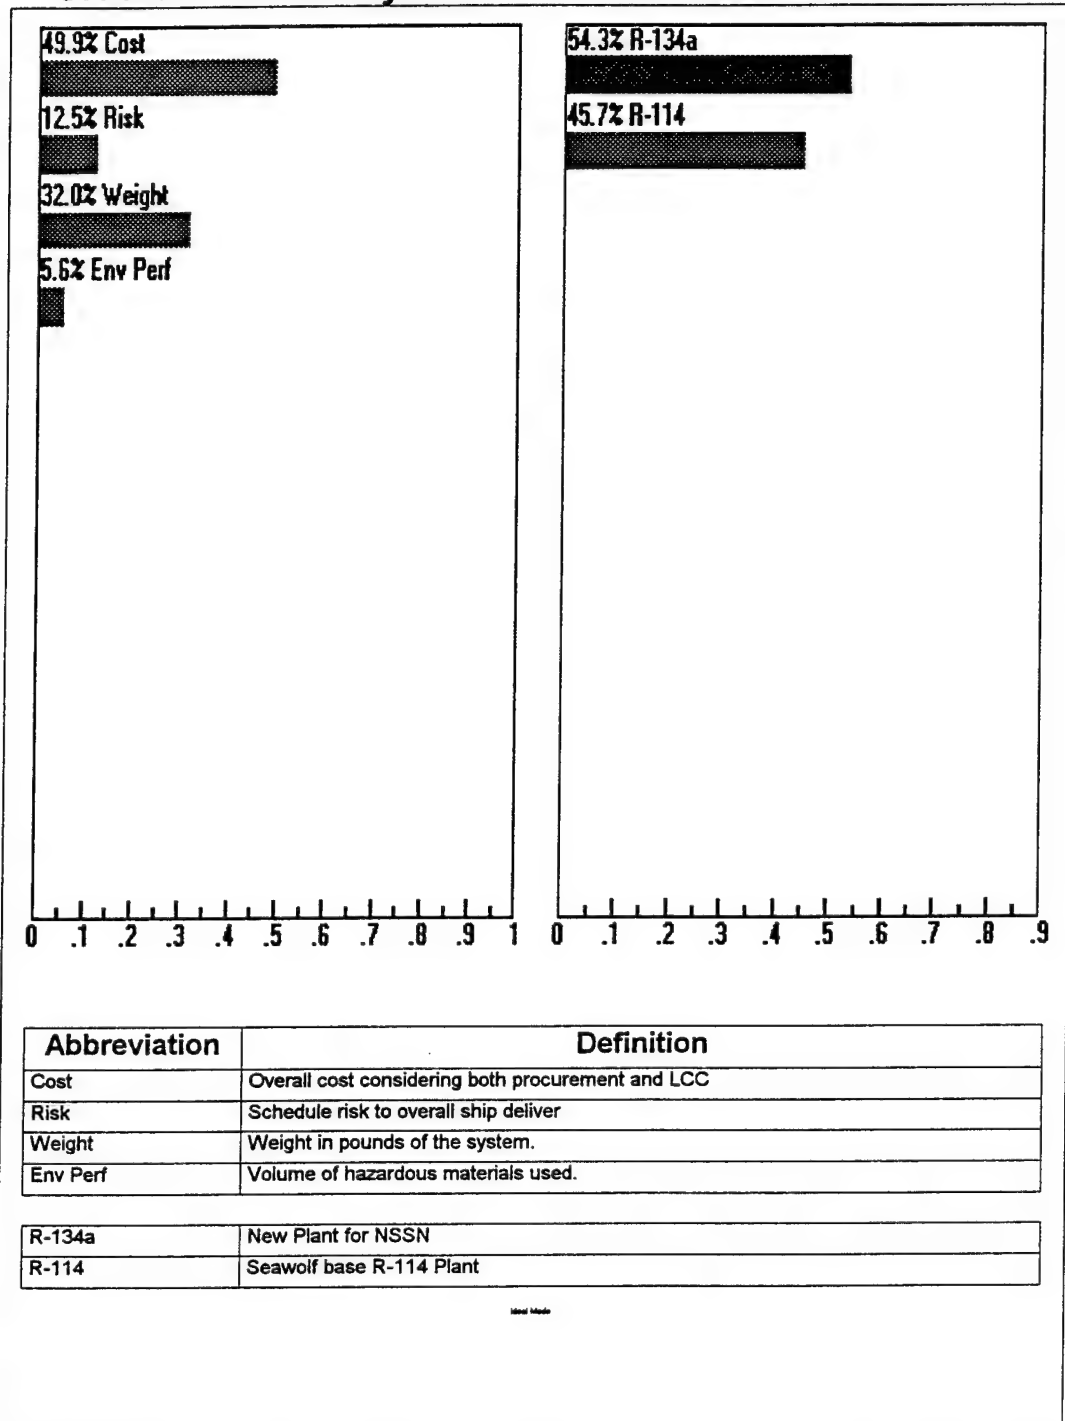 49.9% Cost
12.5% Risk
32.0% Weight
5.6% Env Perf
0 .1 .2 .3 .4 .5 .6 .7 .8 .9 1
54.3% R-134a
45.7% R-114
0 .1 .2 .3 .4 .5 .6 .7 .8 .9
Abbreviation Definition
Cost Overall cost considering both procurement and LCC
Risk Schedule risk to overall ship deliver
Weight Weight in pounds of the system.
Env Perf Volume of hazardous materials used.
R-134a New Plant for NSSN
R-114 Seawolf base R-114 Plant
Ideal Mode